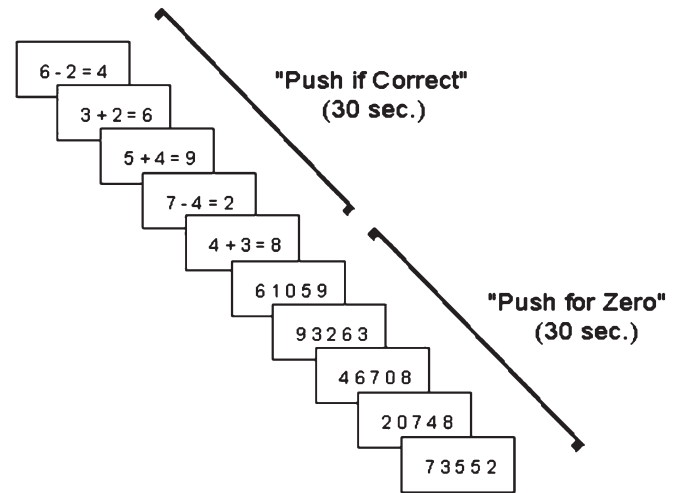 6 - 2 = 4
3 + 2 = 6
5 + 4 = 9
7 - 4 = 2
4 + 3 = 8
"Push if Correct"
(30 sec.)
6 1 0 5 9
9 3 2 6 3
4 6 7 0 8
2 0 7 4 8
7 3 5 5 2
"Push for Zero"
(30 sec.)